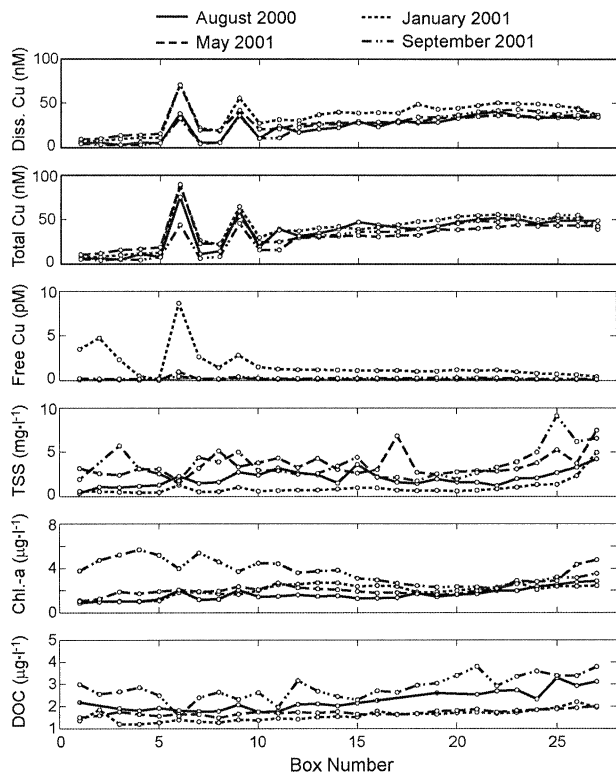 August 2000 January 2001
May 2001 September 2001
Diss. Cu (nM)
100
50
0
Total Cu (nM)
100
50
0
Free Cu (pM)
10
5
0
TSS (mg·l-1)
10
5
0
Chl.-a (µg·l-1)
8
4
0
DOC (µg·l-1)
5
4
3
2
1
0 5 10 15 20 25
Box Number